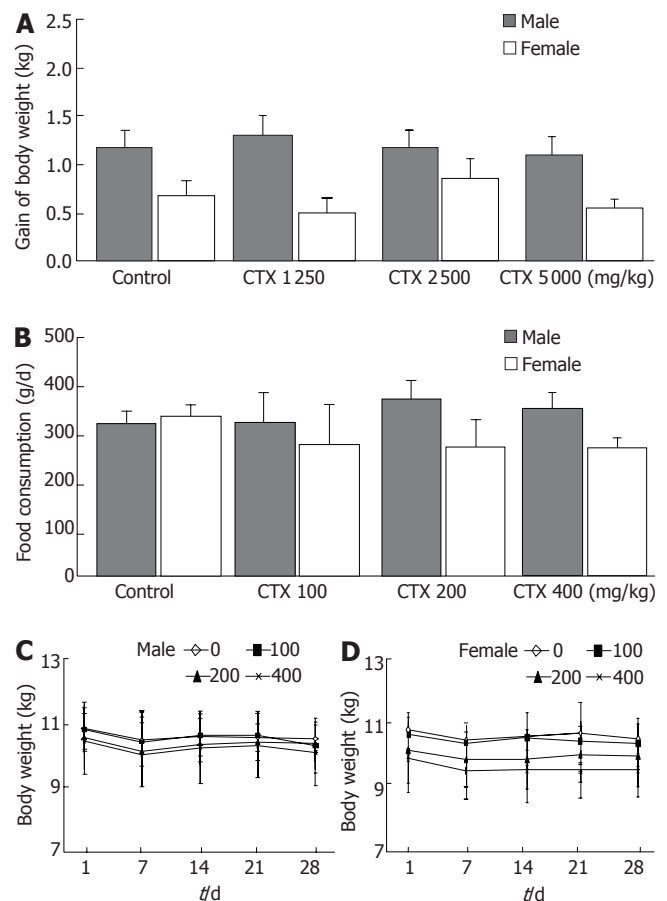 A
Gain of body weight (kg)
2.5
2.0
1.5
1.0
0.5
0.0
Male
Female
Control
CTX 1250
CTX 2500
CTX 5000 (mg/kg)
B
Food consumption (g/d)
500
400
300
200
100
0
Male
Female
Control
CTX 100
CTX 200
CTX 400 (mg/kg)
C
Male 0 100
200 400
Body weight (kg)
13
11
9
7
1 7 14 21 28
t/d
D
Female 0 100
200 400
Body weight (kg)
13
11
9
7
1 7 14 21 28
t/d